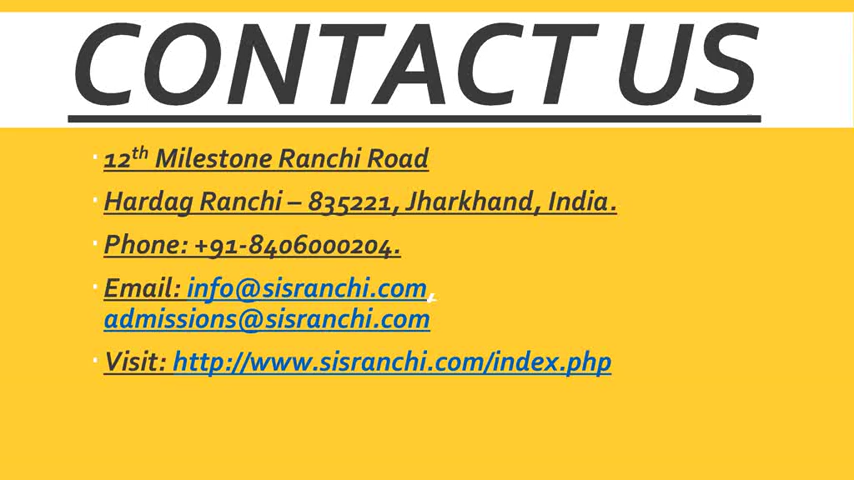 CONTACT US
12th Milestone Ranchi Road
Hardag Ranchi – 835221, Jharkhand, India.
Phone: +91-8406000204.
Email: info@sisranchi.com,
admissions@sisranchi.com
Visit: http://www.sisranchi.com/index.php